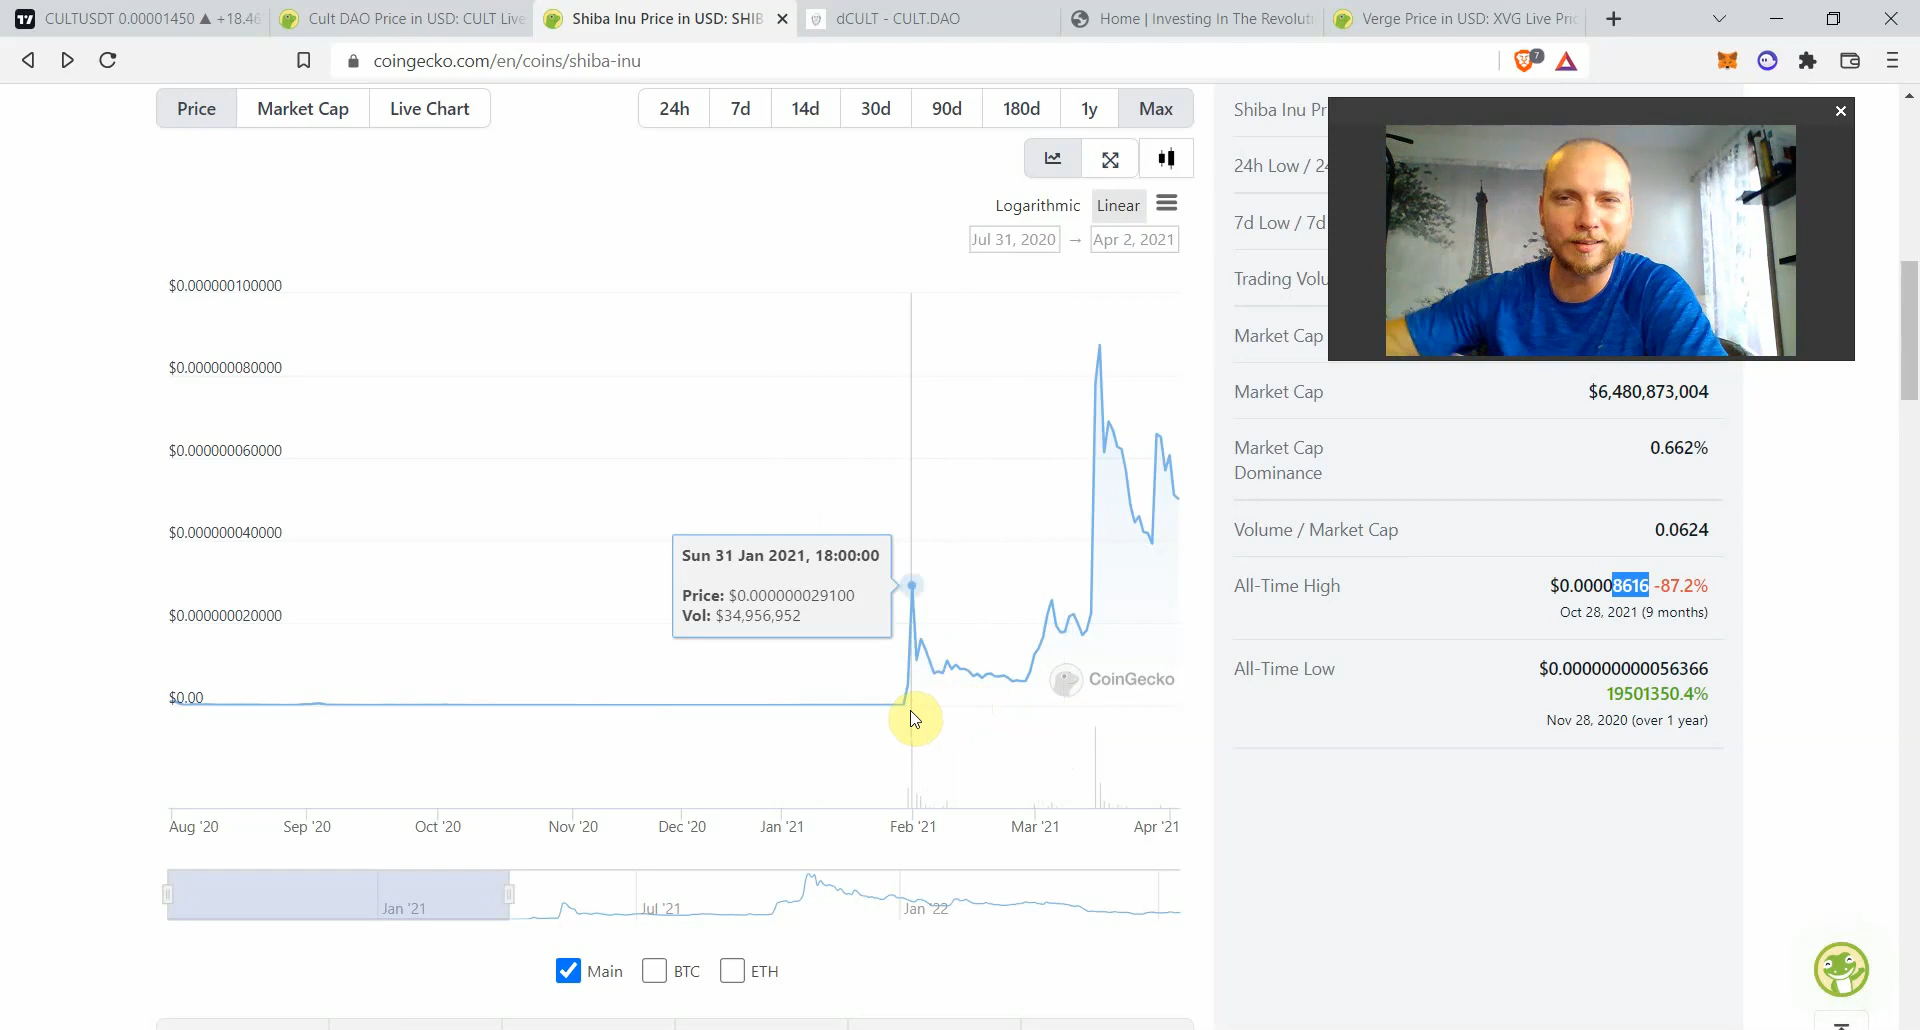 CULTUSDT 0.00001450 ▲ +18.46
Cult DAO Price in USD: CULT Live
Shiba Inu Price in USD: SHIB
dCULT - CULT.DAO
Home | Investing In The Revoluti
Verge Price in USD: XVG Live Pric
coingecko.com/en/coins/shiba-inu
7
Price
Market Cap
Live Chart
24h
7d
14d
30d
90d
180d
1y
Max
Logarithmic
Linear
Jul 31, 2020 → Apr 2, 2021
$0.000000100000
$0.000000080000
$0.000000060000
$0.000000040000
$0.000000020000
$0.00
Sun 31 Jan 2021, 18:00:00
Price: $0.000000029100
Vol: $34,956,952
CoinGecko
Aug '20
Sep '20
Oct '20
Nov '20
Dec '20
Jan '21
Feb '21
Mar '21
Apr '21
Jan '21
Jul '21
Jan '22
Main
BTC
ETH
Shiba Inu Pr
24h Low / 24
7d Low / 7d
Trading Volu
Market Cap
Market Cap
$6,480,873,004
Market Cap
Dominance
0.662%
Volume / Market Cap
0.0624
All-Time High
$0.00008616 -87.2%
Oct 28, 2021 (9 months)
All-Time Low
$0.000000000056366
19501350.4%
Nov 28, 2020 (over 1 year)